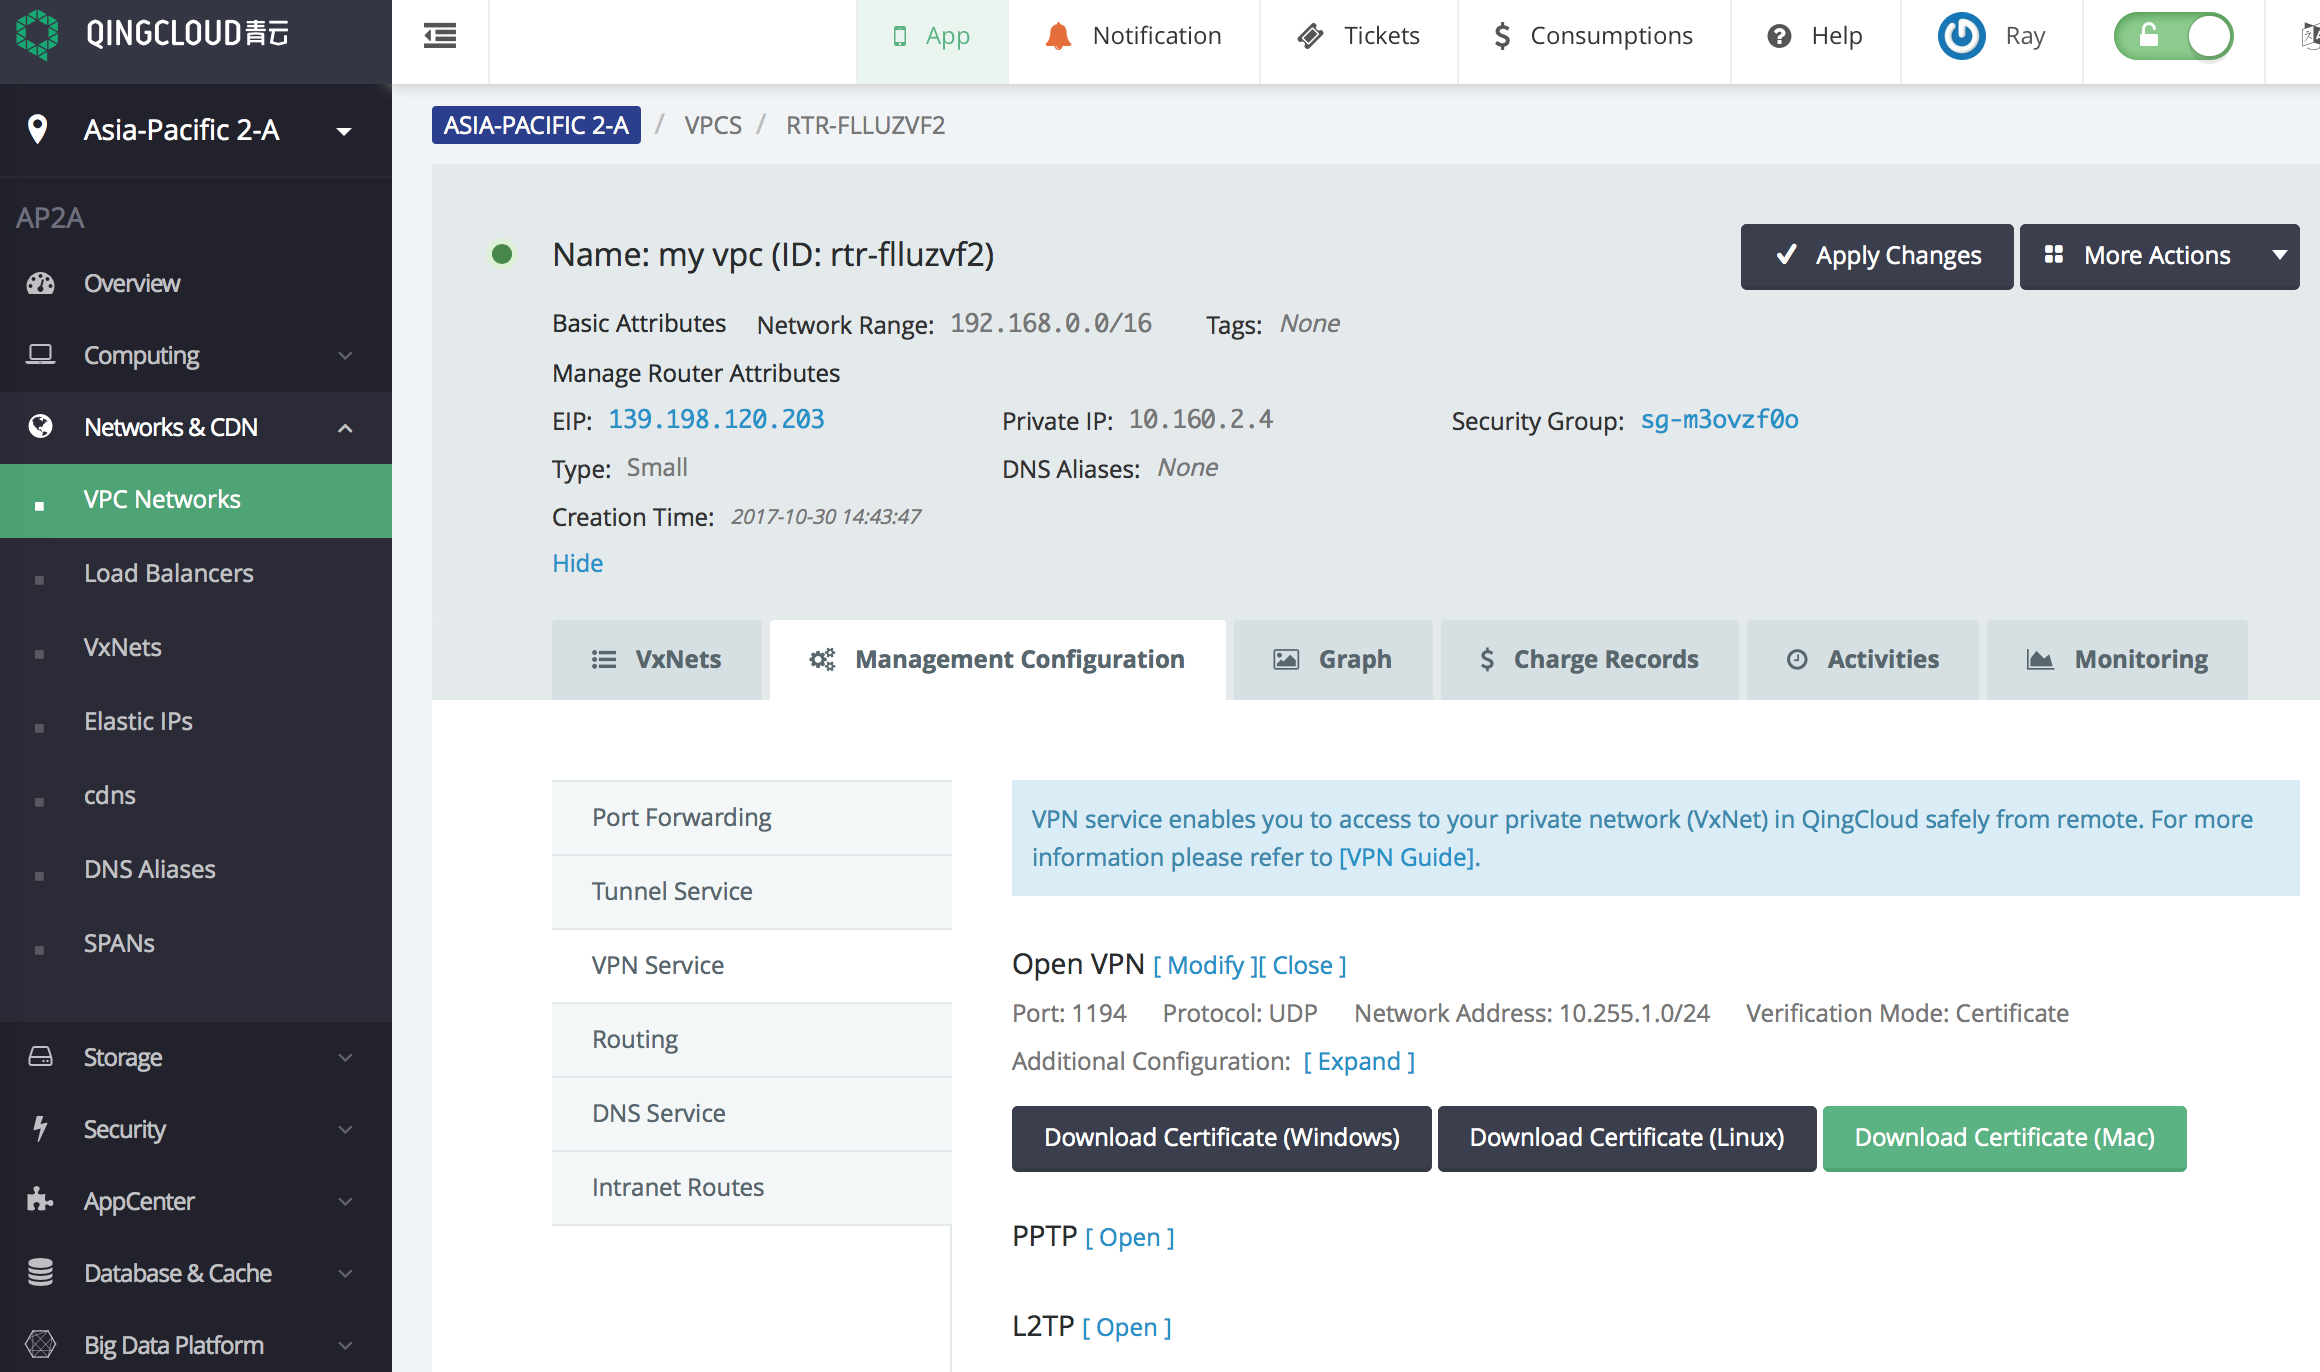 QINGCLOUD青云
App
Notification
Tickets
Consumptions
Help
Ray
Asia-Pacific 2-A
AP2A
Overview
Computing
Networks & CDN
VPC Networks
Load Balancers
VxNets
Elastic IPs
cdns
DNS Aliases
SPANs
Storage
Security
AppCenter
Database & Cache
Big Data Platform
ASIA-PACIFIC 2-A / VPCS / RTR-FLLUZVF2
Name: my vpc (ID: rtr-flluzvf2)
Apply Changes
More Actions
Basic Attributes Network Range: 192.168.0.0/16 Tags: None
Manage Router Attributes
EIP: 139.198.120.203 Private IP: 10.160.2.4 Security Group: sg-m3ovzf0o
Type: Small DNS Aliases: None
Creation Time: 2017-10-30 14:43:47
Hide
VxNets
Management Configuration
Graph
Charge Records
Activities
Monitoring
Port Forwarding
Tunnel Service
VPN Service
Routing
DNS Service
Intranet Routes
VPN service enables you to access to your private network (VxNet) in QingCloud safely from remote. For more
information please refer to [VPN Guide].
Open VPN [ Modify ][ Close ]
Port: 1194 Protocol: UDP Network Address: 10.255.1.0/24 Verification Mode: Certificate
Additional Configuration: [ Expand ]
Download Certificate (Windows)
Download Certificate (Linux)
Download Certificate (Mac)
PPTP [ Open ]
L2TP [ Open ]